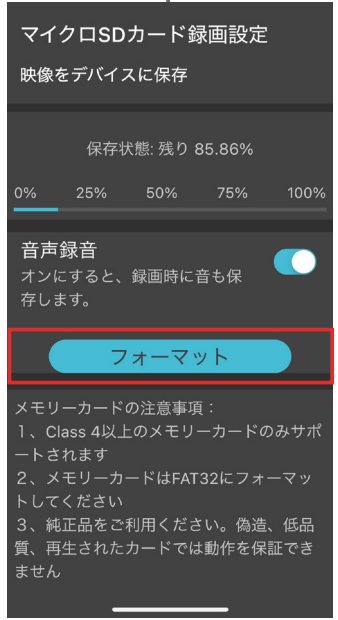 マイクロSDカード録画設定
映像をデバイスに保存
保存状態: 残り 85.86%
0% 25% 50% 75% 100%
音声録音
オンにすると、録画時に音も保
存します。
フォーマット
メモリーカードの注意事項：
１、Class 4以上のメモリーカードのみサポ
ートされます
２、メモリーカードはFAT32にフォーマッ
トしてください
３、純正品をご利用ください。偽造、低品
質、再生されたカードでは動作を保証でき
ません